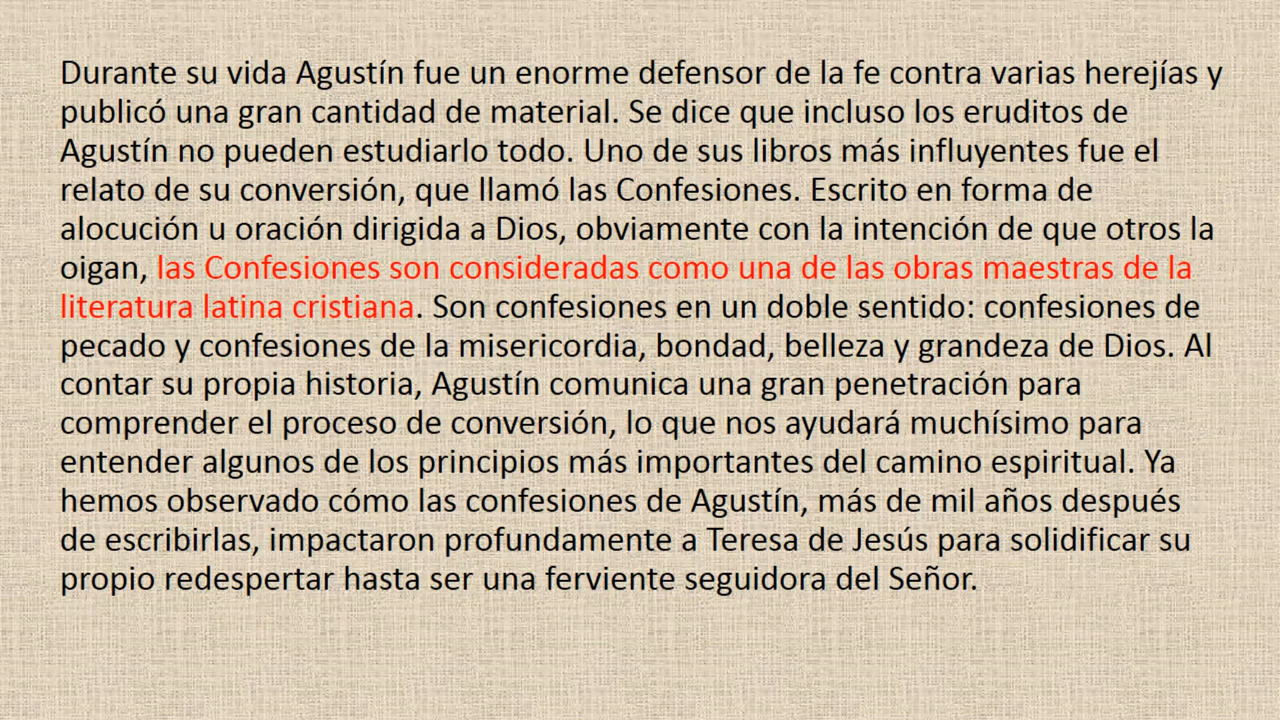 Durante su vida Agustín fue un enorme defensor de la fe contra varias herejías y
publicó una gran cantidad de material. Se dice que incluso los eruditos de
Agustín no pueden estudiarlo todo. Uno de sus libros más influyentes fue el
relato de su conversión, que llamó las Confesiones. Escrito en forma de
alocución u oración dirigida a Dios, obviamente con la intención de que otros la
oigan, las Confesiones son consideradas como una de las obras maestras de la
literatura latina cristiana. Son confesiones en un doble sentido: confesiones de
pecado y confesiones de la misericordia, bondad, belleza y grandeza de Dios. Al
contar su propia historia, Agustín comunica una gran penetración para
comprender el proceso de conversión, lo que nos ayudará muchísimo para
entender algunos de los principios más importantes del camino espiritual. Ya
hemos observado cómo las confesiones de Agustín, más de mil años después
de escribirlas, impactaron profundamente a Teresa de Jesús para solidificar su
propio redespertar hasta ser una ferviente seguidora del Señor.